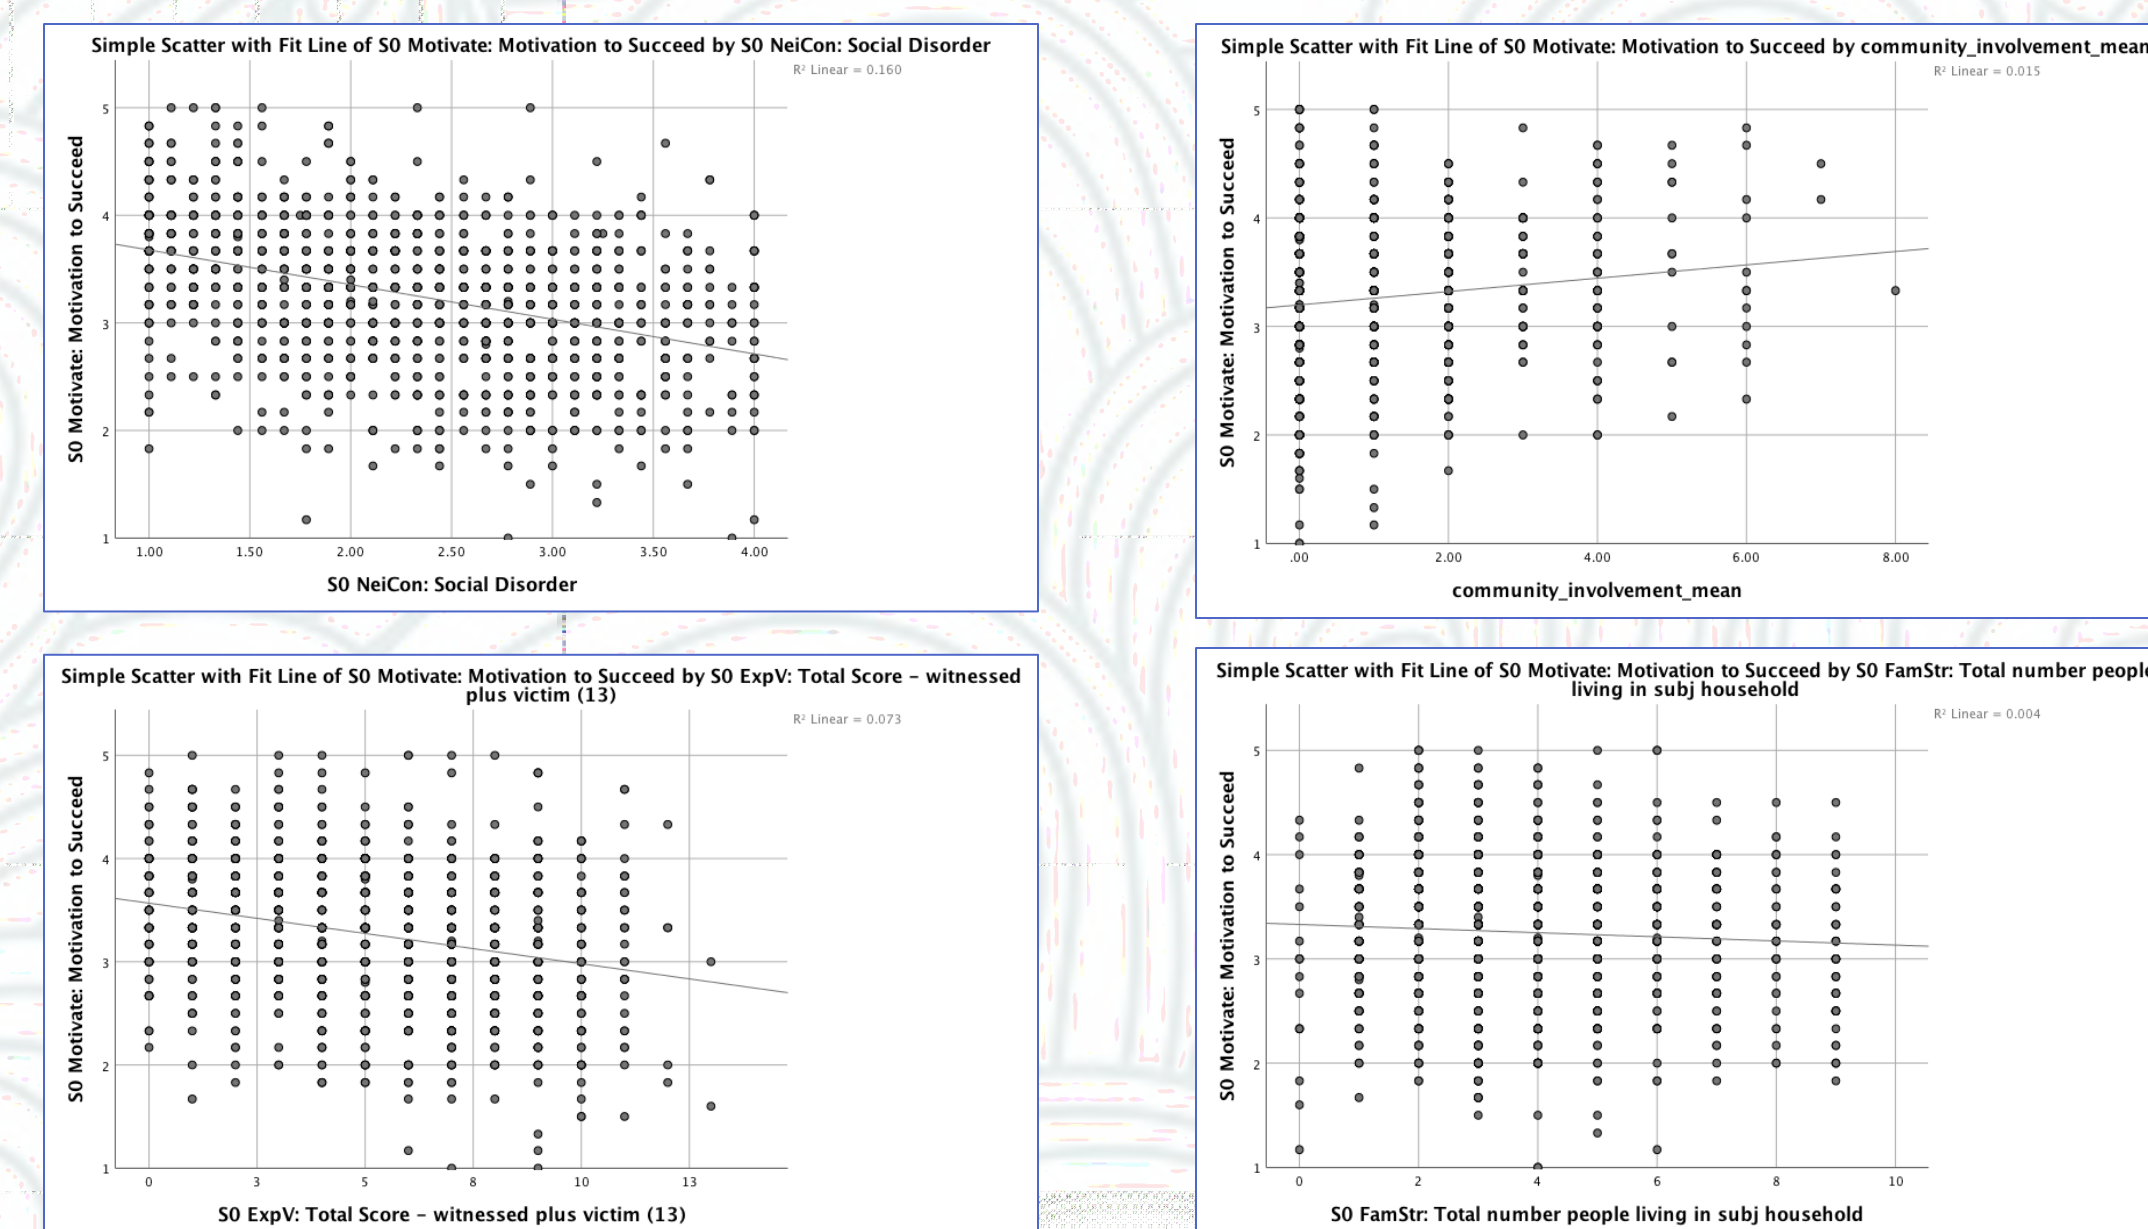 Simple Scatter with Fit Line of S0 Motivate: Motivation to Succeed by S0 NeiCon: Social Disorder
R² Linear = 0.160
S0 Motivate: Motivation to Succeed
5
4
3
2
1
1.00 1.50 2.00 2.50 3.00 3.50 4.00
S0 NeiCon: Social Disorder
Simple Scatter with Fit Line of S0 Motivate: Motivation to Succeed by community_involvement_mean
R² Linear = 0.015
S0 Motivate: Motivation to Succeed
5
4
3
2
1
.00 2.00 4.00 6.00 8.00
community_involvement_mean
Simple Scatter with Fit Line of S0 Motivate: Motivation to Succeed by S0 ExpV: Total Score – witnessed
plus victim (13)
R² Linear = 0.073
S0 Motivate: Motivation to Succeed
5
4
3
2
1
0 3 5 8 10 13
S0 ExpV: Total Score – witnessed plus victim (13)
Simple Scatter with Fit Line of S0 Motivate: Motivation to Succeed by S0 FamStr: Total number people
living in subj household
R² Linear = 0.004
S0 Motivate: Motivation to Succeed
5
4
3
2
1
0 2 4 6 8 10
S0 FamStr: Total number people living in subj household